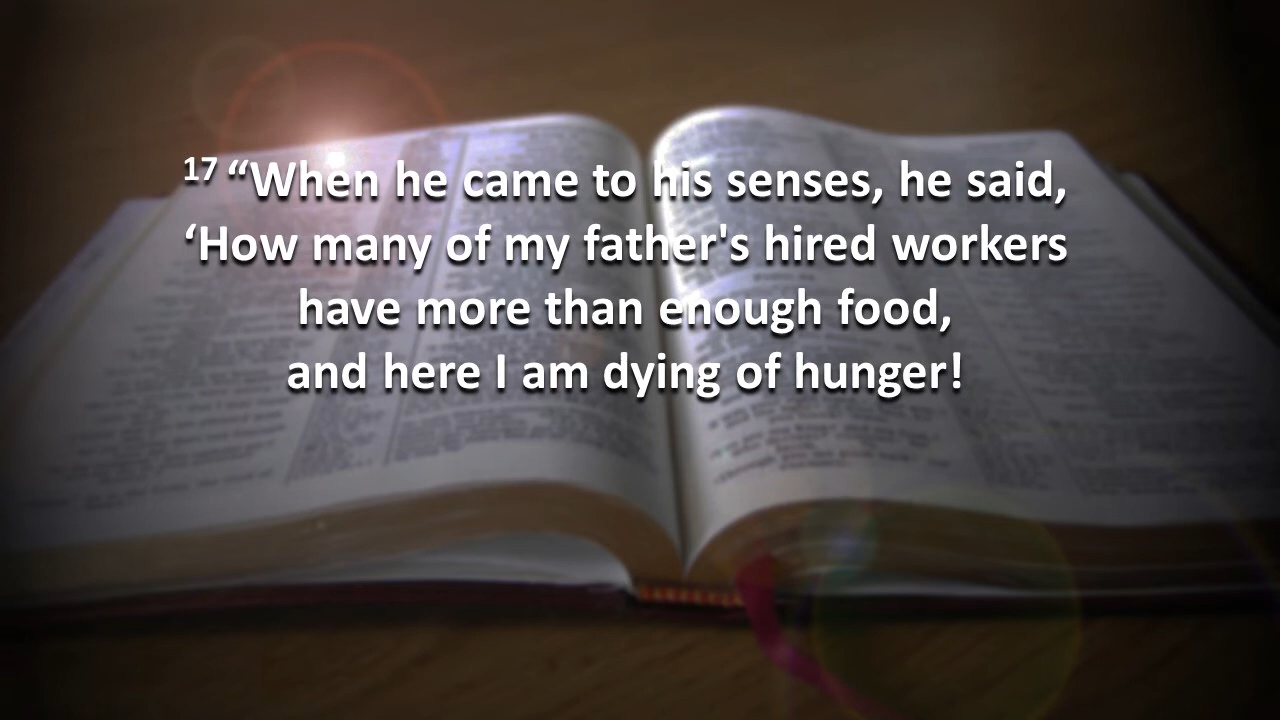 17 “When he came to his senses, he said,
‘How many of my father's hired workers
have more than enough food,
and here I am dying of hunger!